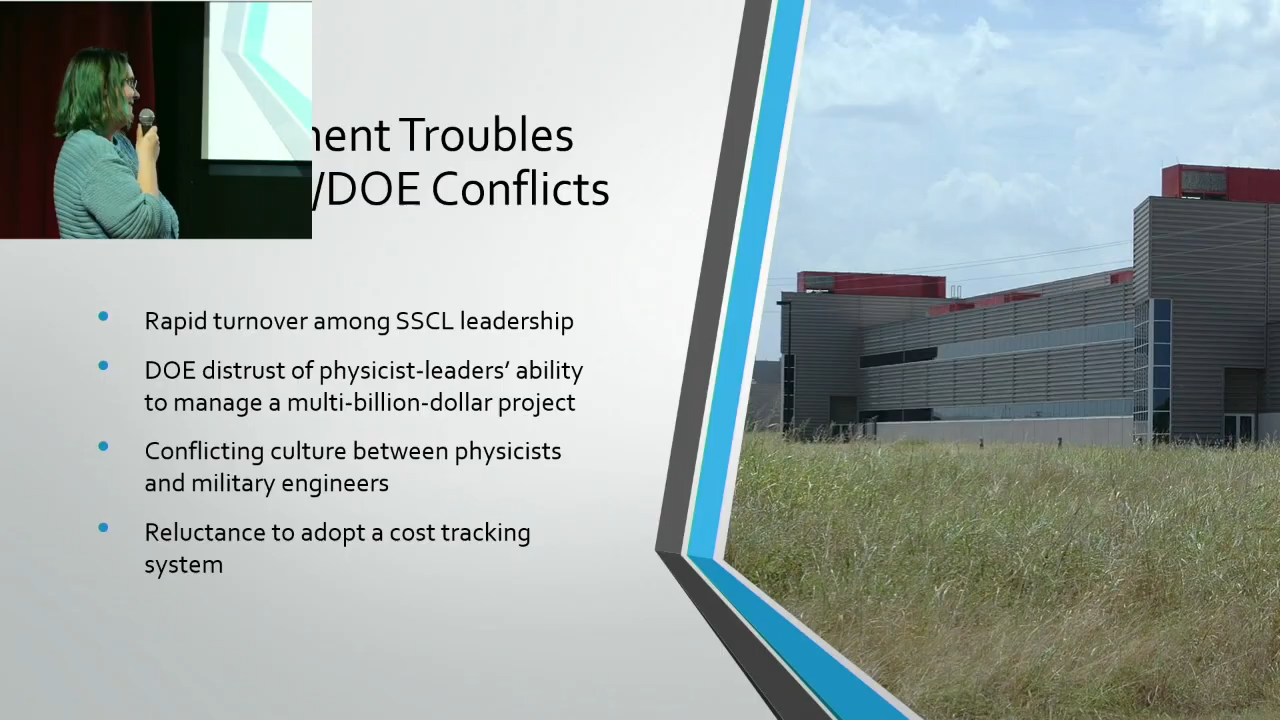 ent Troubles
/DOE Conflicts
Rapid turnover among SSCL leadership
DOE distrust of physicist-leaders’ ability
to manage a multi-billion-dollar project
Conflicting culture between physicists
and military engineers
Reluctance to adopt a cost tracking
system